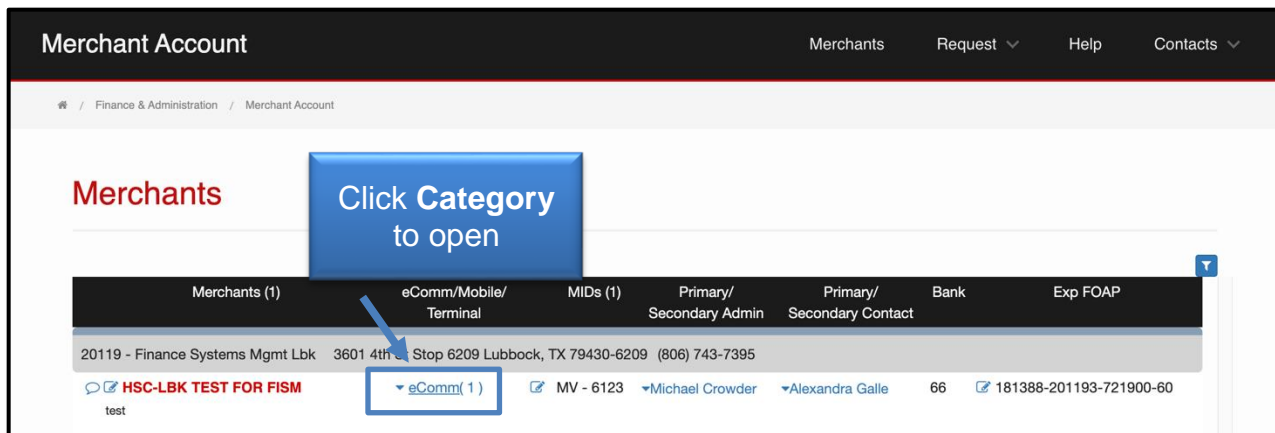 Merchant Account Merchants Request Help Contacts
/ Finance & Administration / Merchant Account
Merchants
Click Category
to open
Merchants (1) eComm/Mobile/ MIDs (1) Primary/ Primary/ Bank Exp FOAP
Terminal Secondary Admin Secondary Contact
20119 - Finance Systems Mgmt Lbk 3601 4th St Stop 6209 Lubbock, TX 79430-6209 (806) 743-7395
HSC-LBK TEST FOR FISM eComm( 1 ) MV - 6123 Michael Crowder Alexandra Galle 66 181388-201193-721900-60
test